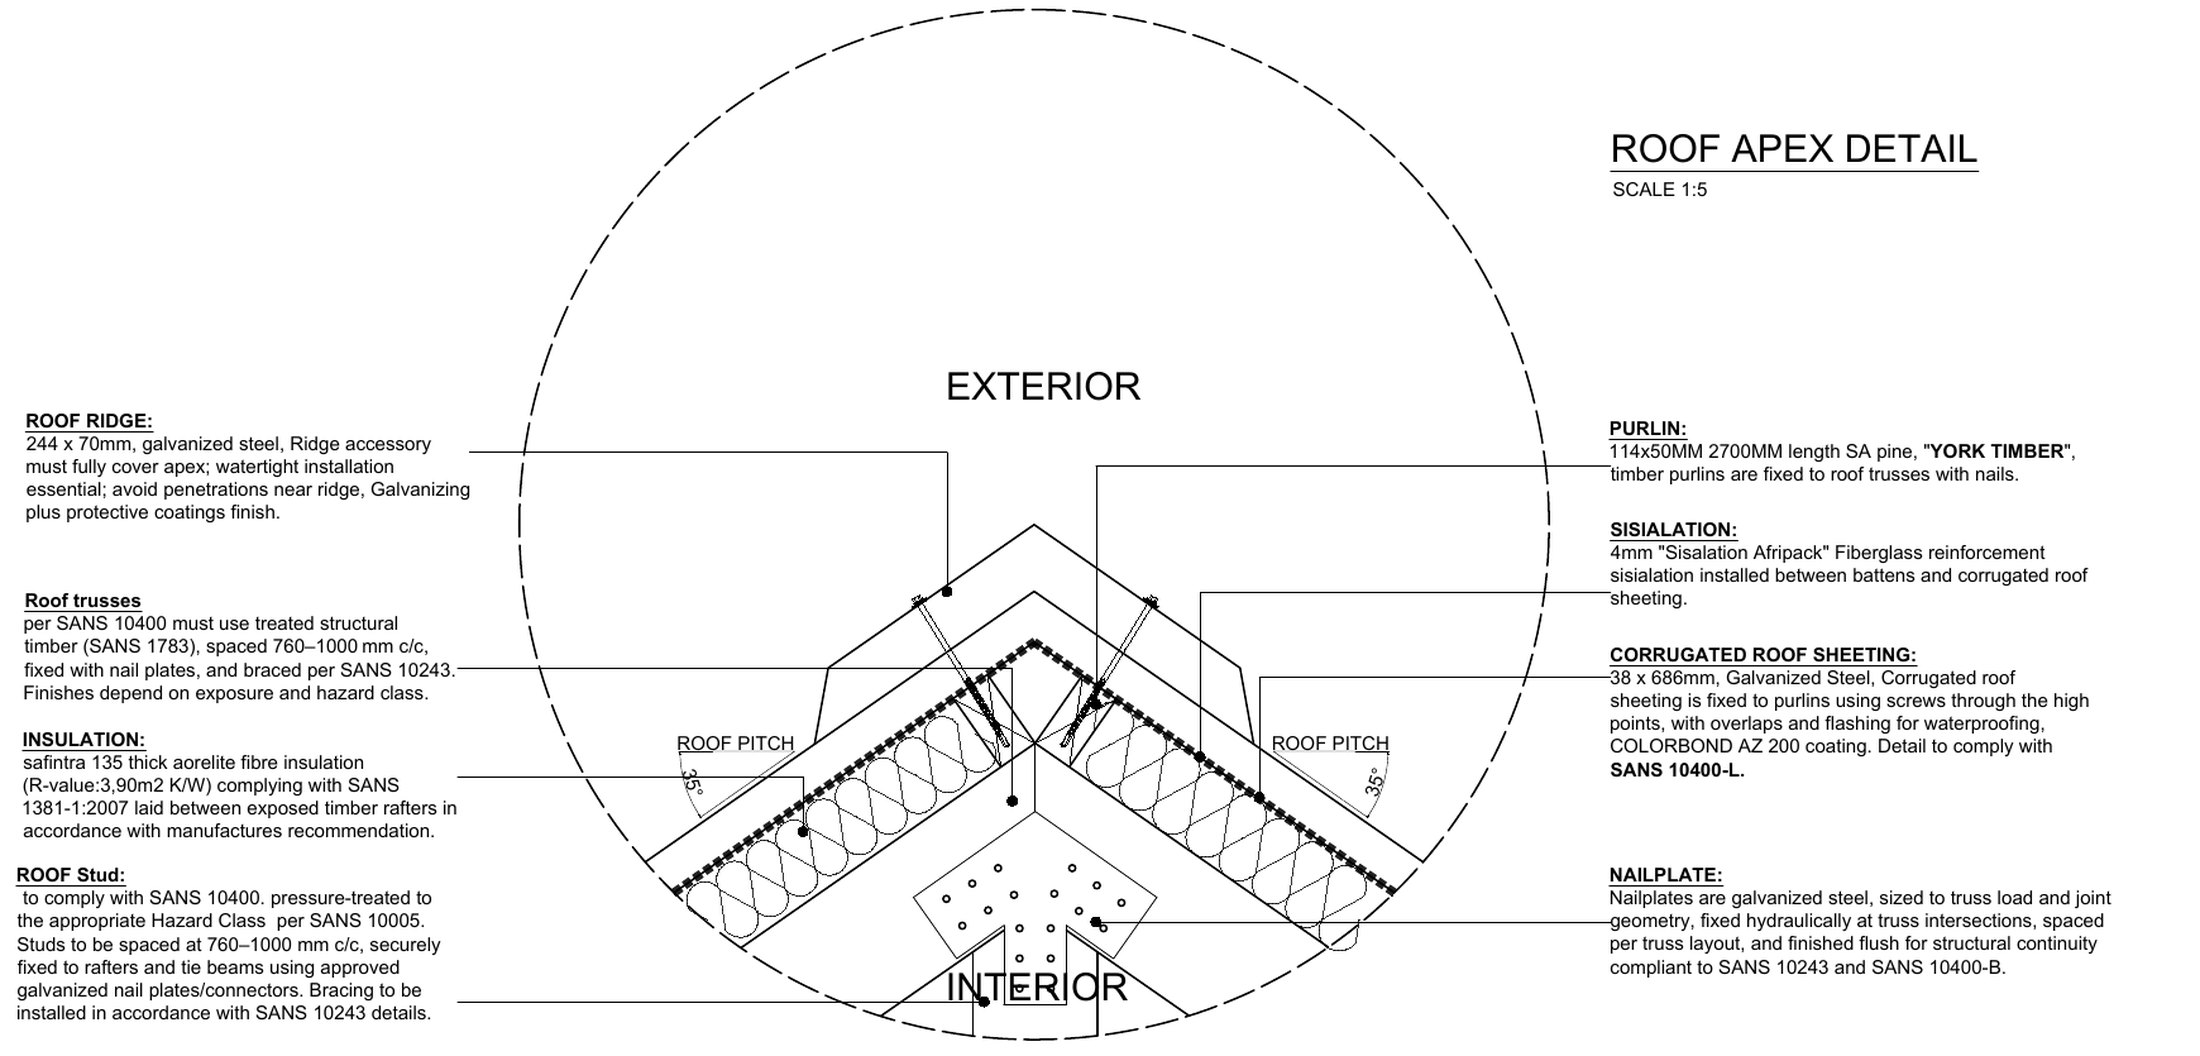 ROOF APEX DETAIL
SCALE 1:5
EXTERIOR
ROOF RIDGE:
244 x 70mm, galvanized steel, Ridge accessory
must fully cover apex; watertight installation
essential; avoid penetrations near ridge, Galvanizing
plus protective coatings finish.
Roof trusses
per SANS 10400 must use treated structural
timber (SANS 1783), spaced 760–1000 mm c/c,
fixed with nail plates, and braced per SANS 10243.
Finishes depend on exposure and hazard class.
INSULATION:
safintra 135 thick aorelite fibre insulation
(R-value:3,90m2 K/W) complying with SANS
1381-1:2007 laid between exposed timber rafters in
accordance with manufactures recommendation.
ROOF Stud:
to comply with SANS 10400. pressure-treated to
the appropriate Hazard Class per SANS 10005.
Studs to be spaced at 760–1000 mm c/c, securely
fixed to rafters and tie beams using approved
galvanized nail plates/connectors. Bracing to be
installed in accordance with SANS 10243 details.
ROOF PITCH
35°
ROOF PITCH
35°
INTERIOR
PURLIN:
114x50MM 2700MM length SA pine, "YORK TIMBER",
timber purlins are fixed to roof trusses with nails.
SISIALATION:
4mm "Sisalation Afripack" Fiberglass reinforcement
sisialation installed between battens and corrugated roof
sheeting.
CORRUGATED ROOF SHEETING:
38 x 686mm, Galvanized Steel, Corrugated roof
sheeting is fixed to purlins using screws through the high
points, with overlaps and flashing for waterproofing,
COLORBOND AZ 200 coating. Detail to comply with
SANS 10400-L.
NAILPLATE:
Nailplates are galvanized steel, sized to truss load and joint
geometry, fixed hydraulically at truss intersections, spaced
per truss layout, and finished flush for structural continuity
compliant to SANS 10243 and SANS 10400-B.